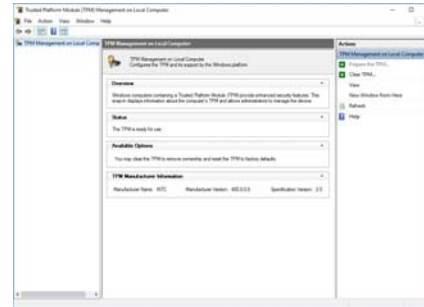 Trusted Platform Module (TPM) Management on Local Computer
File Action View Window Help
TPM Management on Local Comp
TPM Management on Local Computer
TPM Management on Local Computer
Configures the TPM and its support by the Windows platform
Overview
Windows computers containing a Trusted Platform Module (TPM) provide enhanced security features. This
snap-in displays information about the computer's TPM and allows administrators to manage the device.
Status
The TPM is ready for use.
Available Options
You may clear the TPM to remove ownership and reset the TPM to factory defaults.
TPM Manufacturer Information
Manufacturer Name: INTC Manufacturer Version: Specification Version: 2.0
Actions
TPM Management on Local Computer
Prepare the TPM...
Clear TPM...
View
New Window from Here
Refresh
Help